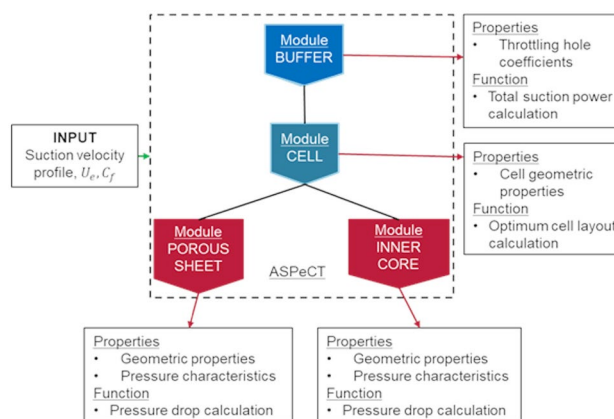 Module
BUFFER
Properties
• Throttling hole
coefficients
Function
• Total suction power
calculation
INPUT
Suction velocity
profile, U_e, C_f
Module
CELL
Properties
• Cell geometric
properties
Function
• Optimum cell layout
calculation
Module
POROUS
SHEET
ASPeCT
Module
INNER
CORE
Properties
• Geometric properties
• Pressure characteristics
Function
• Pressure drop calculation
Properties
• Geometric properties
• Pressure characteristics
Function
• Pressure drop calculation